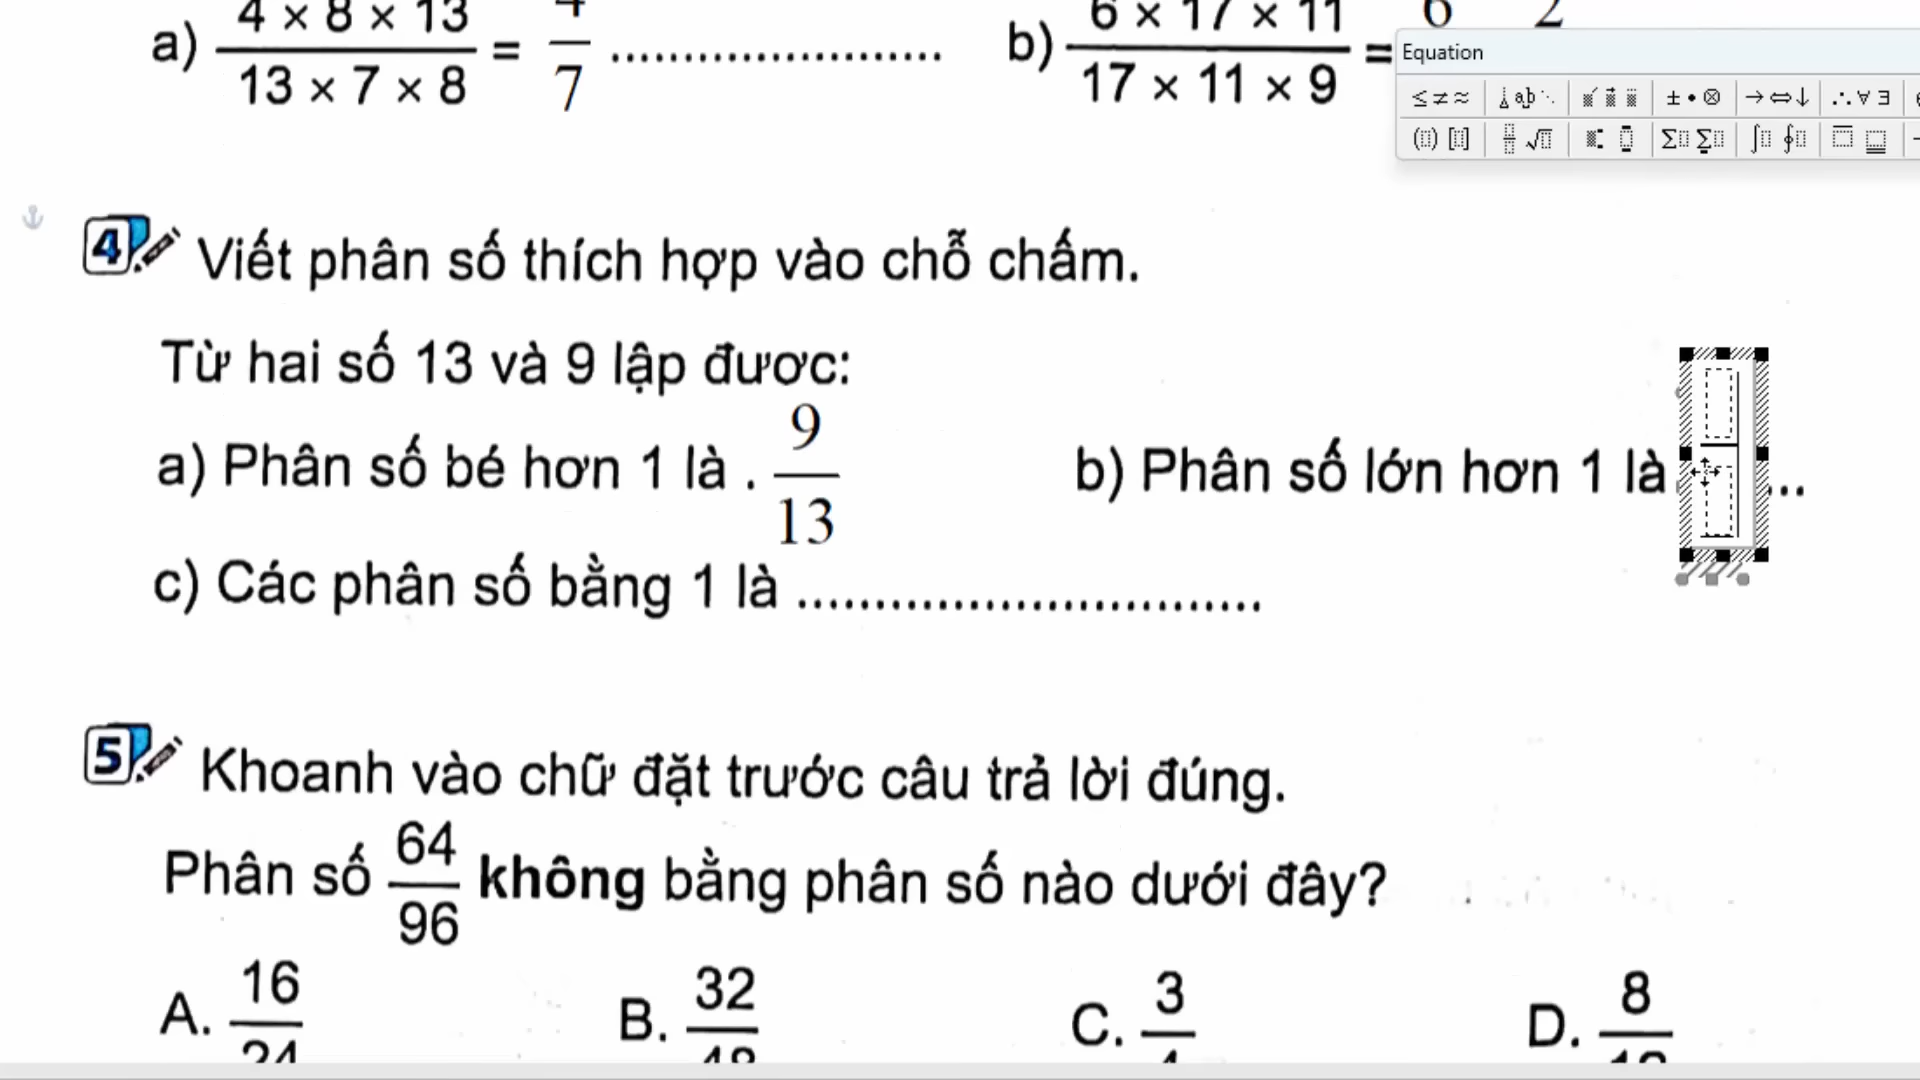 a) 4 × 8 × 13 / 13 × 7 × 8 = 4/7 ........................ b) 6 × 17 × 11 / 17 × 11 × 9 = 6 2
Equation
4 Viết phân số thích hợp vào chỗ chấm.
Từ hai số 13 và 9 lập được:
a) Phân số bé hơn 1 là . 9/13 b) Phân số lớn hơn 1 là ...
c) Các phân số bằng 1 là ..............................
5 Khoanh vào chữ đặt trước câu trả lời đúng.
Phân số 64/96 không bằng phân số nào dưới đây?
A. 16/24 B. 32/48 C. 3/4 D. 8/